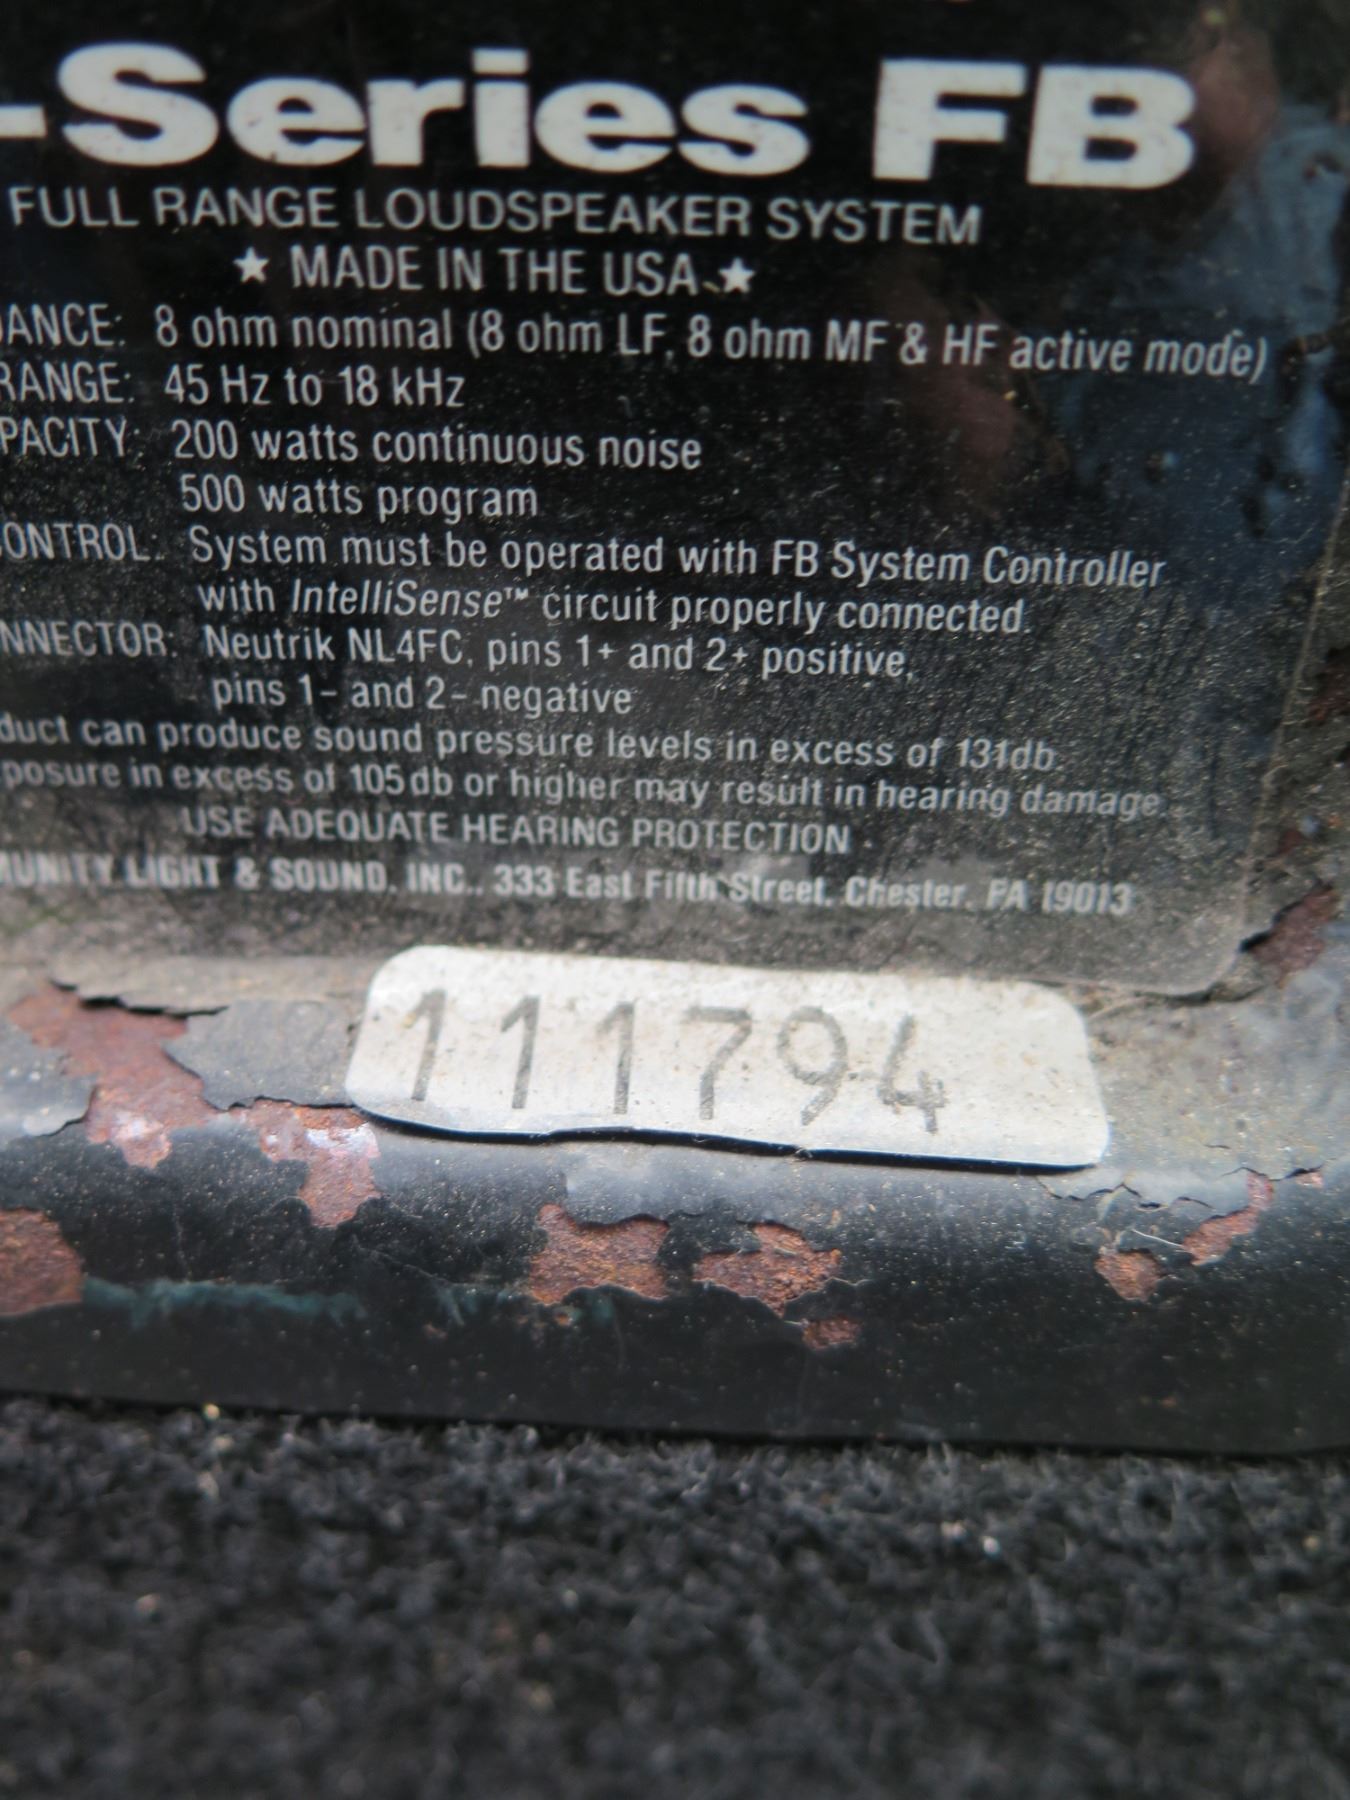 -Series FB
FULL RANGE LOUDSPEAKER SYSTEM
★ MADE IN THE USA ★
DANCE: 8 ohm nominal (8 ohm LF, 8 ohm MF & HF active mode)
RANGE: 45 Hz to 18 kHz
PACITY: 200 watts continuous noise
500 watts program
CONTROL: System must be operated with FB System Controller
with IntelliSense™ circuit properly connected.
NNECTOR: Neutrik NL4FC, pins 1+ and 2+ positive,
pins 1- and 2- negative
duct can produce sound pressure levels in excess of 131db.
posure in excess of 105db or higher may result in hearing damage.
USE ADEQUATE HEARING PROTECTION
MUNITY LIGHT & SOUND, INC., 333 East Fifth Street, Chester, PA 19013
111794